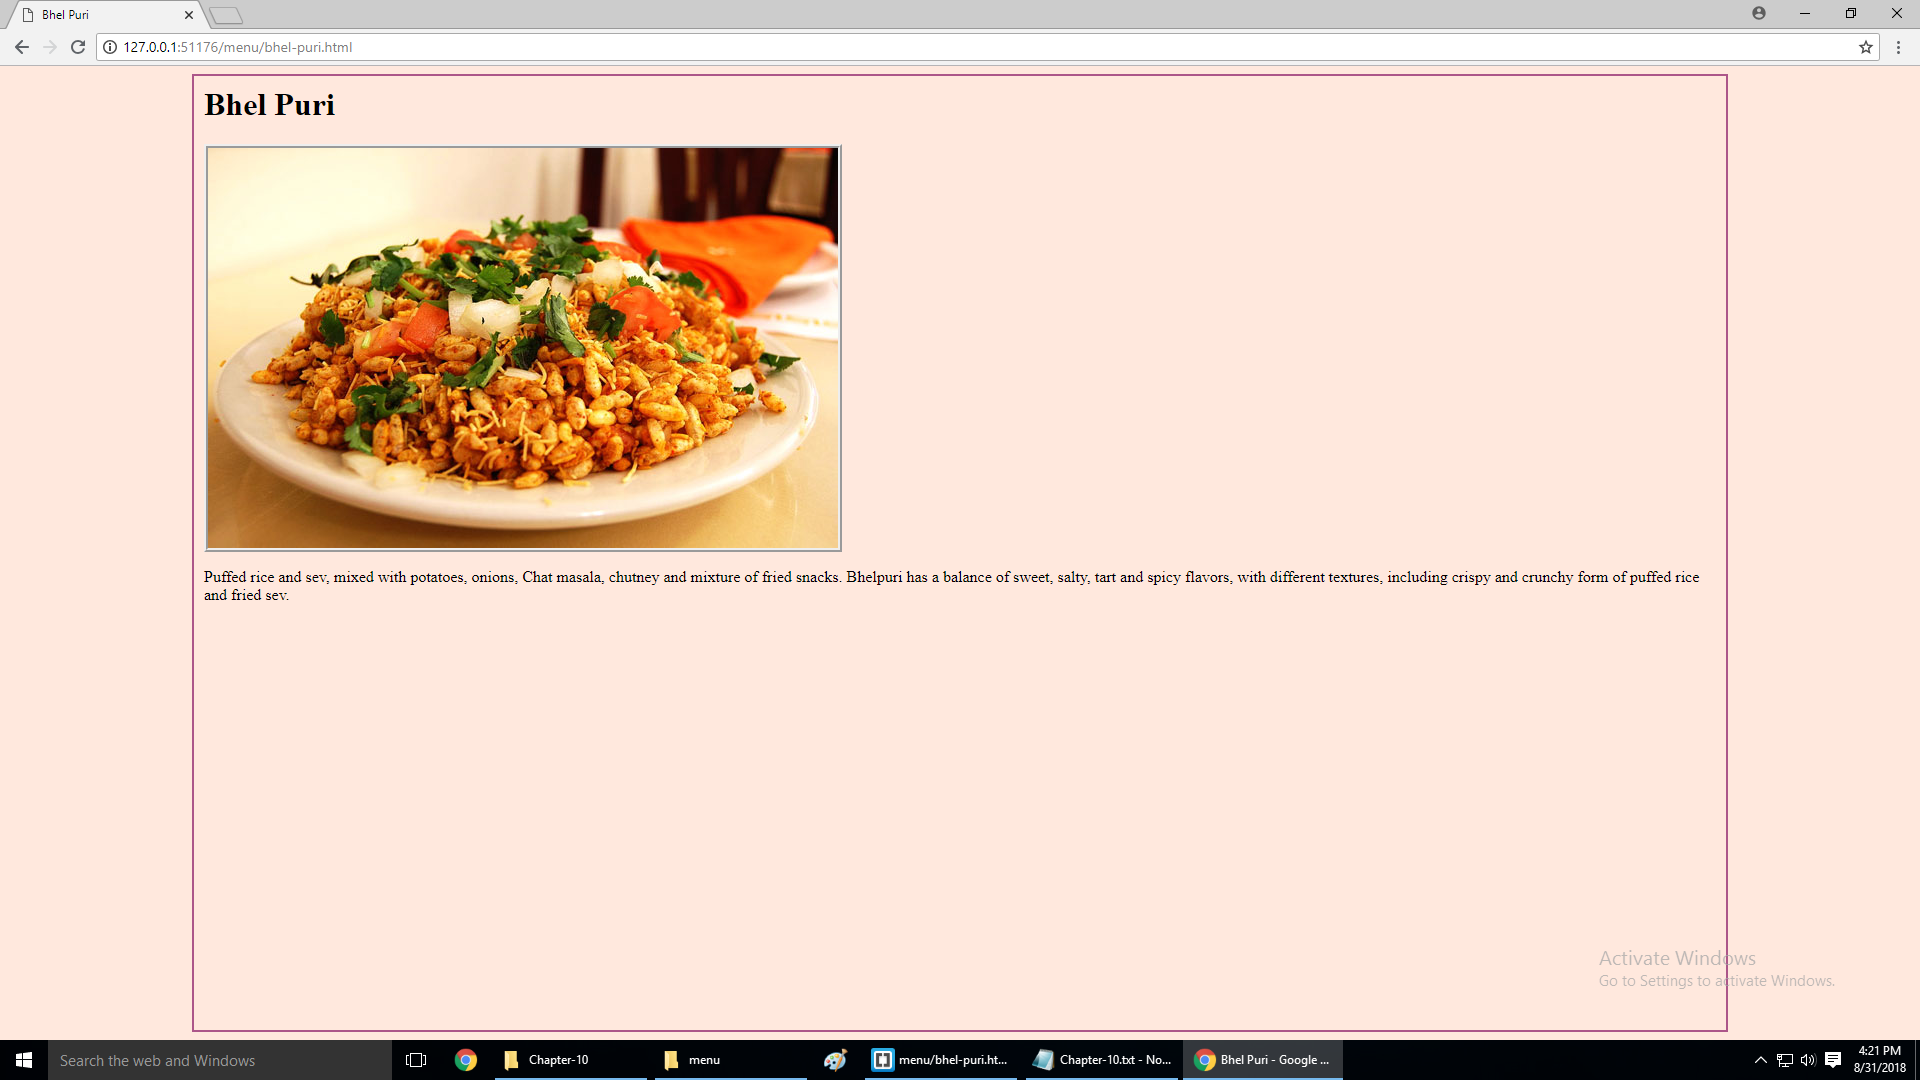 Bhel Puri
127.0.0.1:51176/menu/bhel-puri.html
Bhel Puri
Puffed rice and sev, mixed with potatoes, onions, Chat masala, chutney and mixture of fried snacks. Bhelpuri has a balance of sweet, salty, tart and spicy flavors, with different textures, including crispy and crunchy form of puffed rice
and fried sev.
Activate Windows
Go to Settings to activate Windows.
Search the web and Windows
Chapter-10
menu
menu/bhel-puri.ht...
Chapter-10.txt - No...
Bhel Puri - Google ...
4:21 PM
8/31/2018